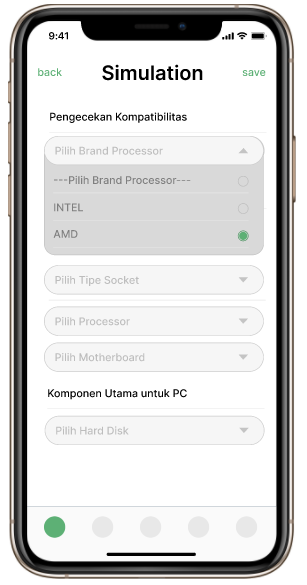 9:41
back
Simulation
save
Pengecekan Kompatibilitas
Pilih Brand Processor
---Pilih Brand Processor---
INTEL
AMD
Pilih Tipe Socket
Pilih Processor
Pilih Motherboard
Komponen Utama untuk PC
Pilih Hard Disk